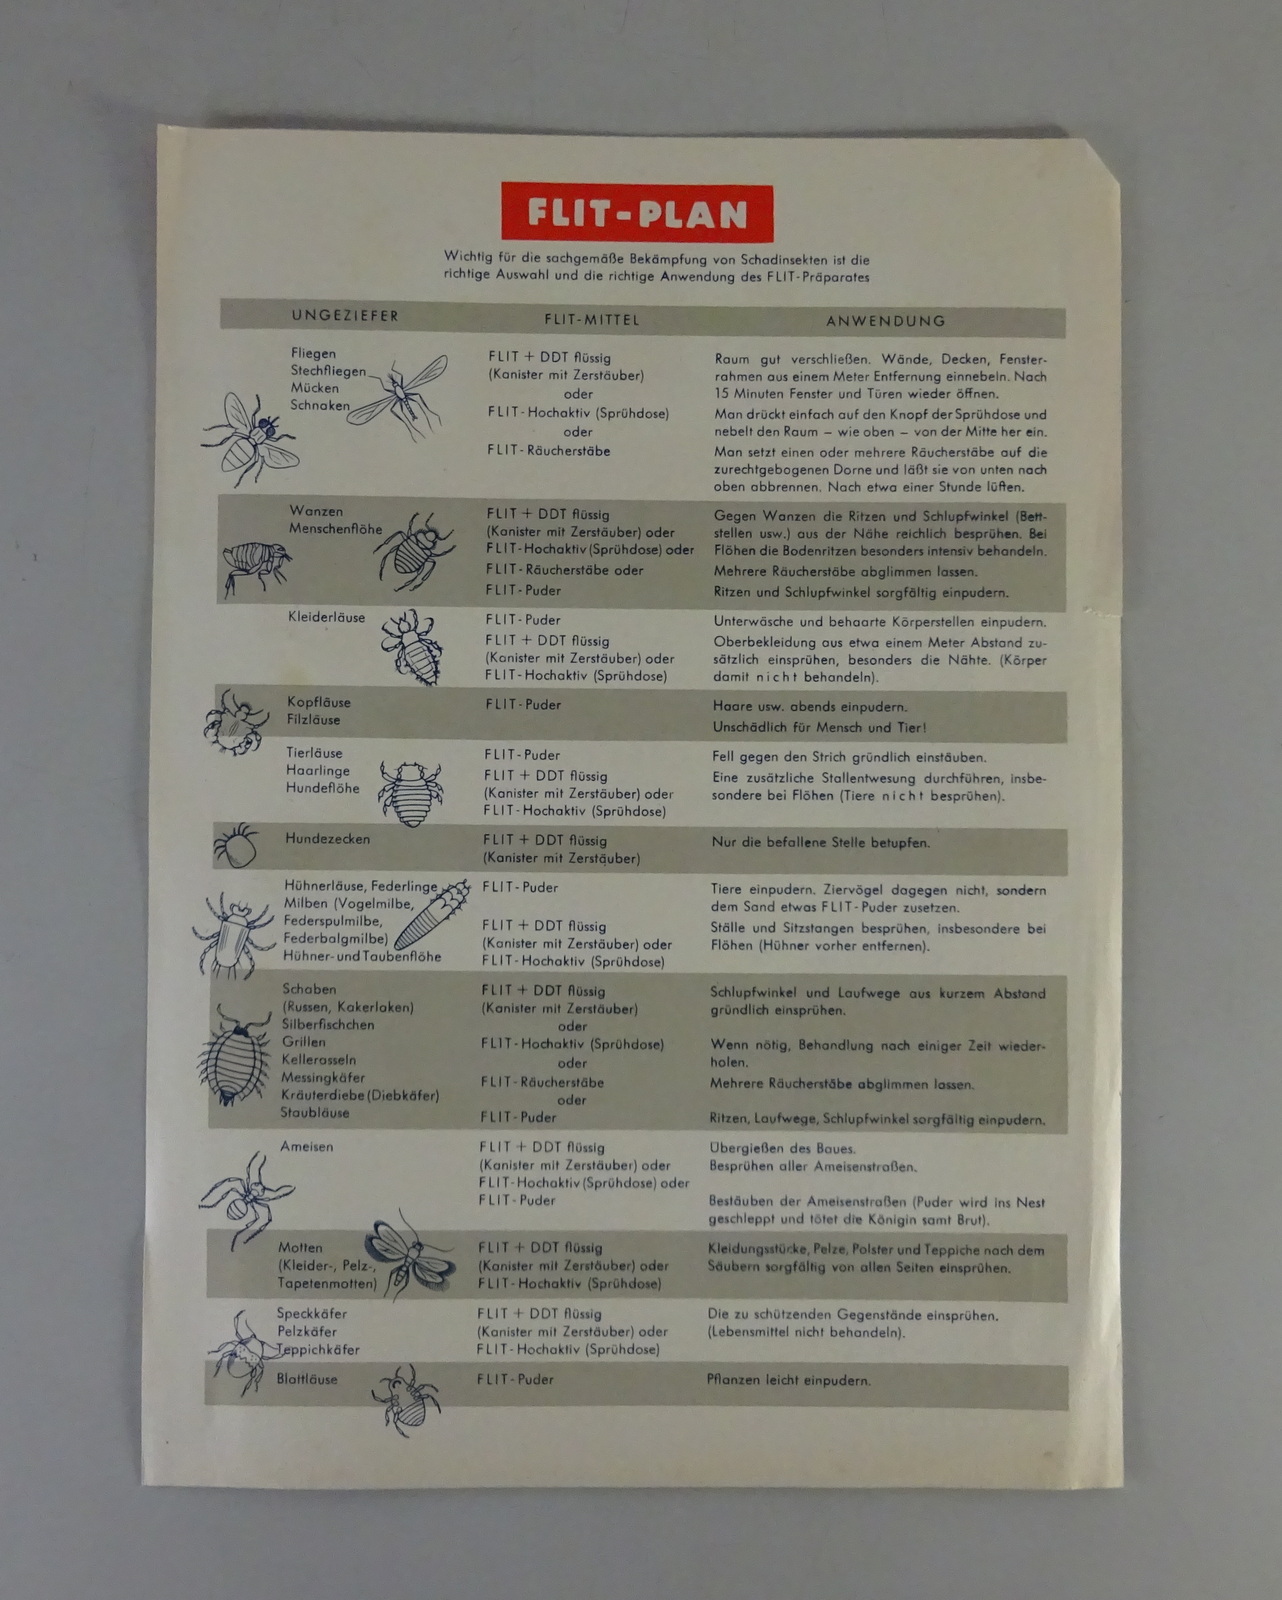 FLIT-PLAN
Wichtig für die sachgemäße Bekämpfung von Schadinsekten ist die
richtige Auswahl und die richtige Anwendung des FLIT-Präparates
UNGEZIEFER FLIT-MITTEL ANWENDUNG
Fliegen
Stechfliegen
Mücken
Schnaken
FLIT + DDT flüssig
(Kanister mit Zerstäuber)
oder
FLIT-Hochaktiv (Sprühdose)
oder
FLIT-Räucherstäbe
Raum gut verschließen. Wände, Decken, Fenster-
rahmen aus einem Meter Entfernung einnebeln. Nach
15 Minuten Fenster und Türen wieder öffnen.
Man drückt einfach auf den Knopf der Sprühdose und
nebelt den Raum – wie oben – von der Mitte her ein.
Man setzt einen oder mehrere Räucherstäbe auf die
zurechtgebogenen Dorne und läßt sie von unten nach
oben abbrennen. Nach etwa einer Stunde lüften.
Wanzen
Menschenflöhe
FLIT + DDT flüssig
(Kanister mit Zerstäuber) oder
FLIT-Hochaktiv (Sprühdose) oder
FLIT-Räucherstäbe oder
FLIT-Puder
Gegen Wanzen die Ritzen und Schlupfwinkel (Bett-
stellen usw.) aus der Nähe reichlich besprühen. Bei
Flöhen die Bodenritzen besonders intensiv behandeln.
Mehrere Räucherstäbe abglimmen lassen.
Ritzen und Schlupfwinkel sorgfältig einpudern.
Kleiderläuse
FLIT-Puder
FLIT + DDT flüssig
(Kanister mit Zerstäuber) oder
FLIT-Hochaktiv (Sprühdose)
Unterwäsche und behaarte Körperstellen einpudern.
Oberbekleidung aus etwa einem Meter Abstand zu-
sätzlich einsprühen, besonders die Nähte. (Körper
damit nicht behandeln).
Kopfläuse
Filzläuse
FLIT-Puder
Haare usw. abends einpudern.
Unschädlich für Mensch und Tier!
Tierläuse
Haarlinge
Hundeflöhe
FLIT-Puder
FLIT + DDT flüssig
(Kanister mit Zerstäuber) oder
FLIT-Hochaktiv (Sprühdose)
Fell gegen den Strich gründlich einstäuben.
Eine zusätzliche Stallentwesung durchführen, insbe-
sondere bei Flöhen (Tiere nicht besprühen).
Hundezecken
FLIT + DDT flüssig
(Kanister mit Zerstäuber)
Nur die befallene Stelle betupfen.
Hühnerläuse, Federlinge
Milben (Vogelmilbe,
Federspulmilbe,
Federbalgmilbe)
Hühner- und Taubenflöhe
FLIT-Puder
FLIT + DDT flüssig
(Kanister mit Zerstäuber) oder
FLIT-Hochaktiv (Sprühdose)
Tiere einpudern. Ziervögel dagegen nicht, sondern
dem Sand etwas FLIT-Puder zusetzen.
Ställe und Sitzstangen besprühen, insbesondere bei
Flöhen (Hühner vorher entfernen).
Schaben
(Russen, Kakerlaken)
Silberfischchen
Grillen
Kellerasseln
Messingkäfer
Kräuterdiebe (Diebkäfer)
Staubläuse
FLIT + DDT flüssig
(Kanister mit Zerstäuber)
oder
FLIT-Hochaktiv (Sprühdose)
oder
FLIT-Räucherstäbe
oder
FLIT-Puder
Schlupfwinkel und Laufwege aus kurzem Abstand
gründlich einsprühen.
Wenn nötig, Behandlung nach einiger Zeit wieder-
holen.
Mehrere Räucherstäbe abglimmen lassen.
Ritzen, Laufwege, Schlupfwinkel sorgfältig einpudern.
Ameisen
FLIT + DDT flüssig
(Kanister mit Zerstäuber) oder
FLIT-Hochaktiv (Sprühdose) oder
FLIT-Puder
Übergießen des Baues.
Besprühen aller Ameisenstraßen.
Bestäuben der Ameisenstraßen (Puder wird ins Nest
geschleppt und tötet die Königin samt Brut).
Motten
(Kleider-, Pelz-,
Tapetenmotten)
FLIT + DDT flüssig
(Kanister mit Zerstäuber) oder
FLIT-Hochaktiv (Sprühdose)
Kleidungsstücke, Pelze, Polster und Teppiche nach dem
Säubern sorgfältig von allen Seiten einsprühen.
Speckkäfer
Pelzkäfer
Teppichkäfer
FLIT + DDT flüssig
(Kanister mit Zerstäuber) oder
FLIT-Hochaktiv (Sprühdose)
Die zu schützenden Gegenstände einsprühen.
(Lebensmittel nicht behandeln).
Blattläuse
FLIT-Puder
Pflanzen leicht einpudern.